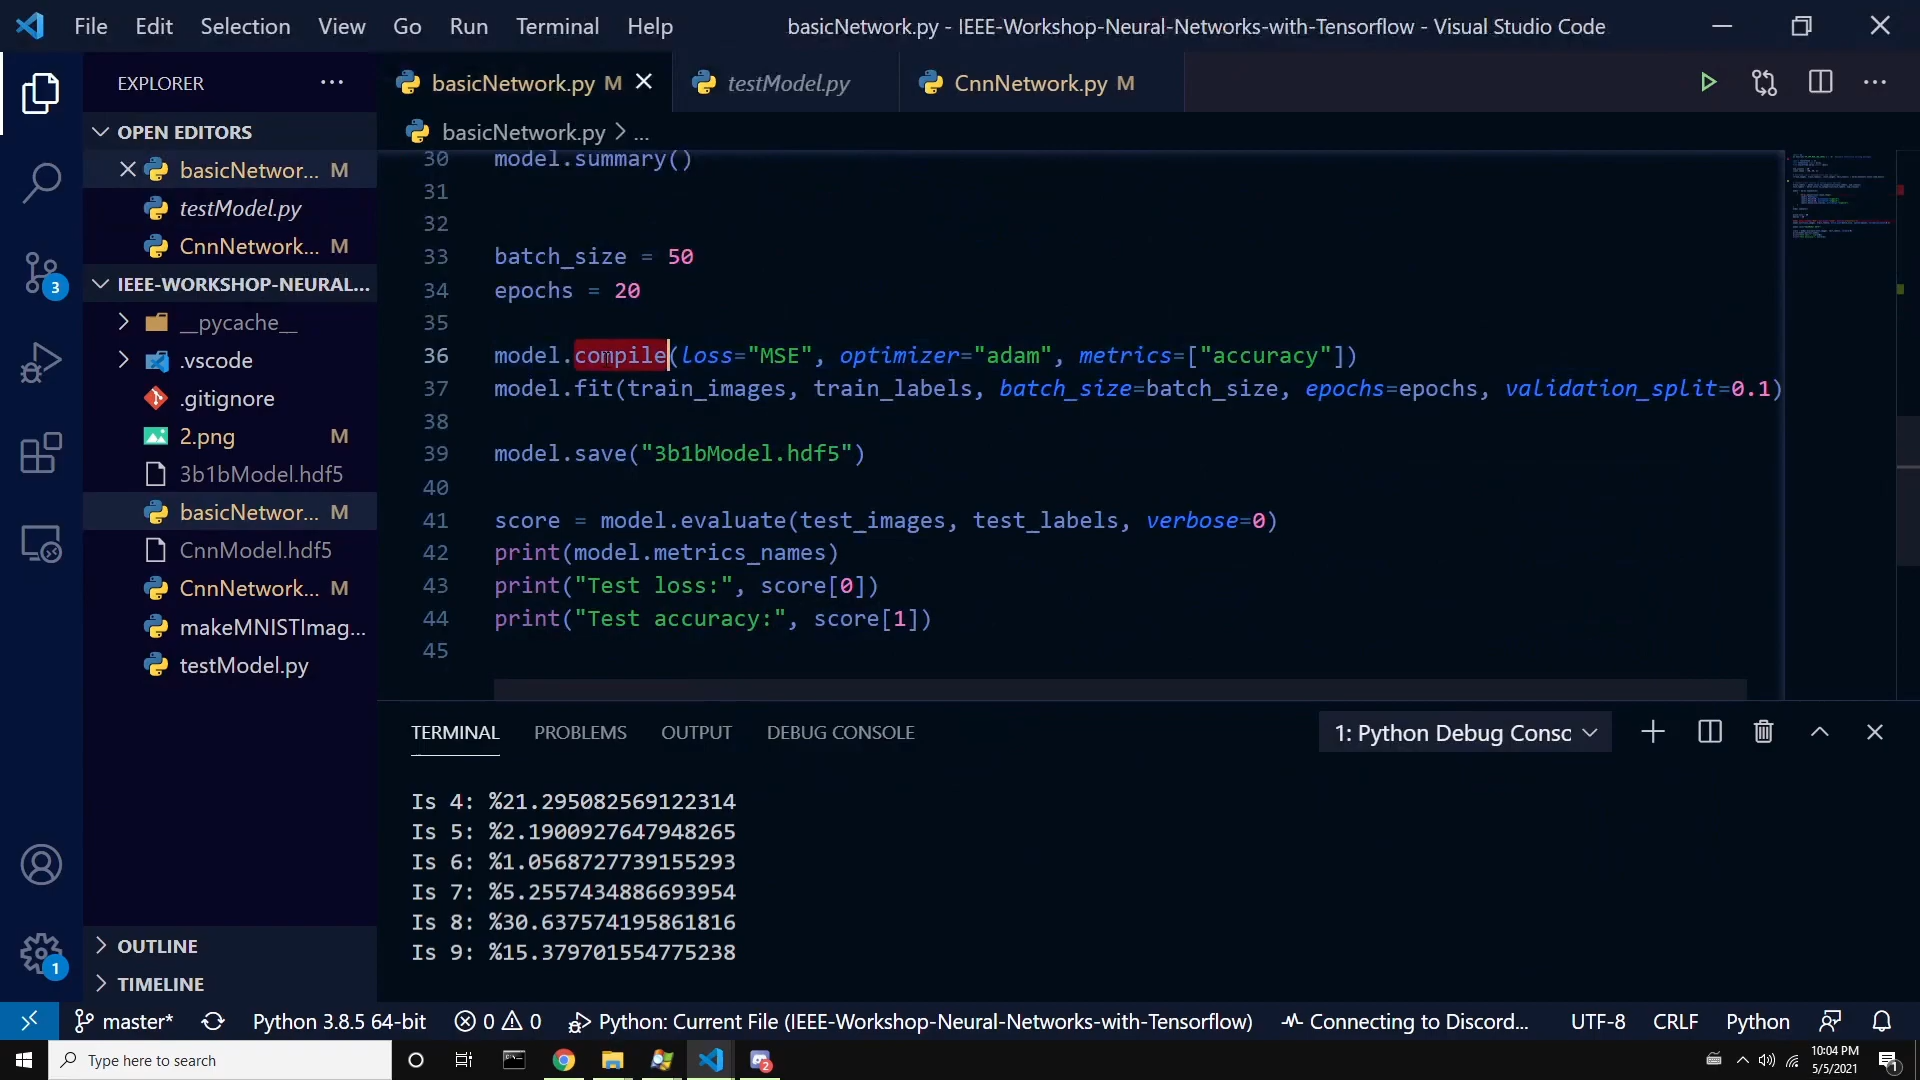 File Edit Selection View Go Run Terminal Help basicNetwork.py - IEEE-Workshop-Neural-Networks-with-Tensorflow - Visual Studio Code
EXPLORER
OPEN EDITORS
basicNetwor... M
testModel.py
CnnNetwork... M
IEEE-WORKSHOP-NEURAL...
__pycache__
.vscode
.gitignore
2.png M
3b1bModel.hdf5
basicNetwor... M
CnnModel.hdf5
CnnNetwork... M
makeMNISTImag...
testModel.py
OUTLINE
TIMELINE
3
1
basicNetwork.py M testModel.py CnnNetwork.py M
basicNetwork.py > ...
30 model.summary()
31
32
33 batch_size = 50
34 epochs = 20
35
36 model.compile(loss="MSE", optimizer="adam", metrics=["accuracy"])
37 model.fit(train_images, train_labels, batch_size=batch_size, epochs=epochs, validation_split=0.1)
38
39 model.save("3b1bModel.hdf5")
40
41 score = model.evaluate(test_images, test_labels, verbose=0)
42 print(model.metrics_names)
43 print("Test loss:", score[0])
44 print("Test accuracy:", score[1])
45
TERMINAL PROBLEMS OUTPUT DEBUG CONSOLE 1: Python Debug Consc
Is 4: %21.295082569122314
Is 5: %2.1900927647948265
Is 6: %1.0568727739155293
Is 7: %5.2557434886693954
Is 8: %30.637574195861816
Is 9: %15.379701554775238
master* Python 3.8.5 64-bit 0 0 Python: Current File (IEEE-Workshop-Neural-Networks-with-Tensorflow) Connecting to Discord... UTF-8 CRLF Python
Type here to search
2
10:04 PM
5/5/2021
1